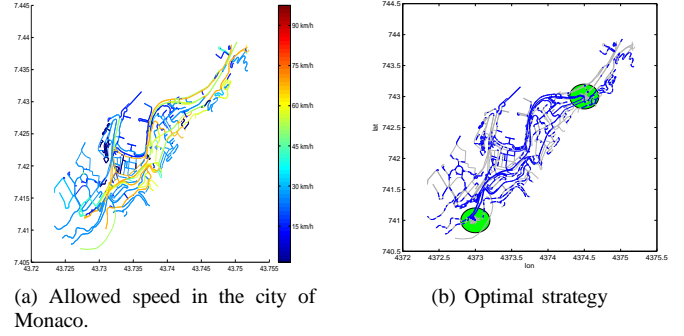 7.445
7.44
7.435
7.43
7.425
7.42
7.415
7.41
7.405
43.72 43.725 43.73 43.735 43.74 43.745 43.75 43.755
90 km/h
75 km/h
60 km/h
45 km/h
30 km/h
15 km/h
(a) Allowed speed in the city of
Monaco.
744.5
744
743.5
743
742.5
742
741.5
741
740.5
lat
4372 4372.5 4373 4373.5 4374 4374.5 4375 4375.5
lon
(b) Optimal strategy